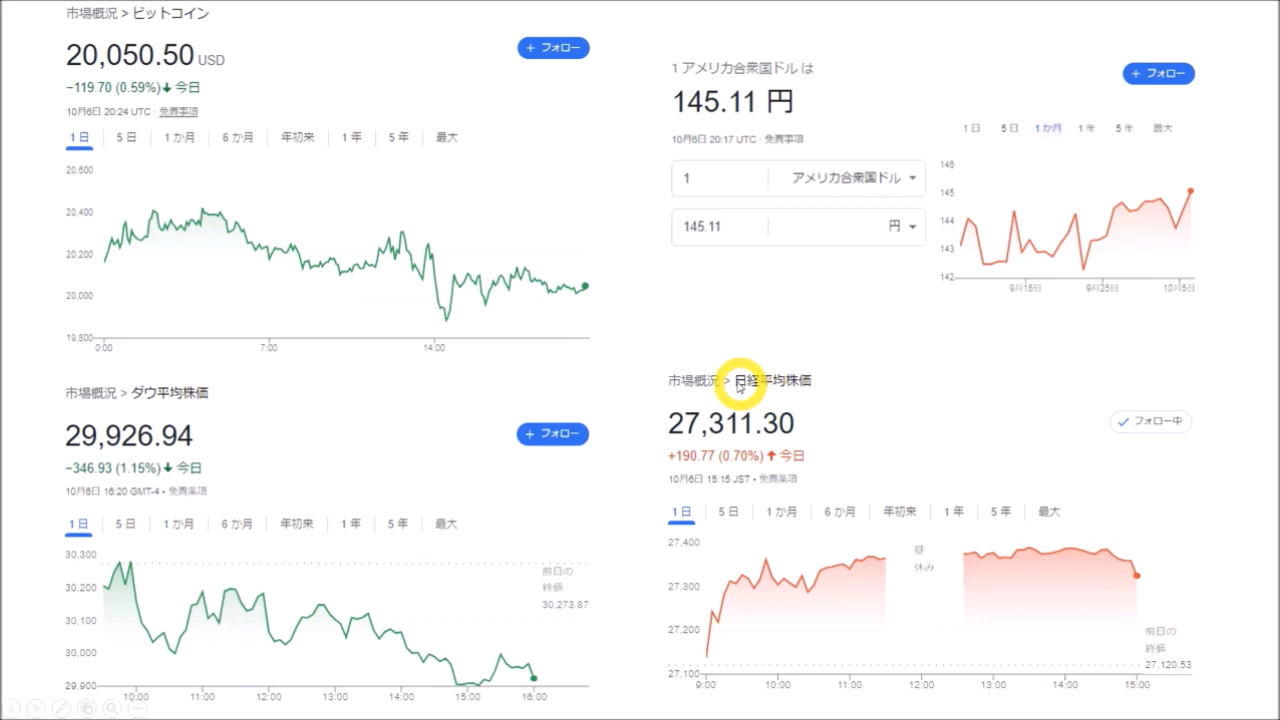 市場概況 > ビットコイン
20,050.50 USD
+ フォロー
−119.70 (0.59%)↓ 今日
10月6日 20:24 UTC · 免責事項
1日 5日 1か月 6か月 年初来 1年 5年 最大
20,600
20,400
20,200
20,000
19,800
0:00 7:00 14:00
1 アメリカ合衆国ドル は
145.11 円
+ フォロー
10月6日 20:17 UTC · 免責事項
1 アメリカ合衆国ドル
145.11 円
1日 5日 1か月 1年 5年 最大
146
145
144
143
142
9月15日 9月25日 10月5日
市場概況 > ダウ平均株価
29,926.94
+ フォロー
−346.93 (1.15%)↓ 今日
10月6日 16:20 GMT-4 • 免責条項
1日 5日 1か月 6か月 年初来 1年 5年 最大
30,300
30,200
30,100
30,000
29,900
前日の
終値
30,273.87
10:00 11:00 12:00 13:00 14:00 15:00 16:00
市場概況 > 日経平均株価
27,311.30
フォロー中
+190.77 (0.70%)↑ 今日
10月6日 15:15 JST • 免責条項
1日 5日 1か月 6か月 年初来 1年 5年 最大
27,400
27,300
27,200
27,100
昼
休み
前日の
終値
27,120.53
9:00 10:00 11:00 12:00 13:00 14:00 15:00